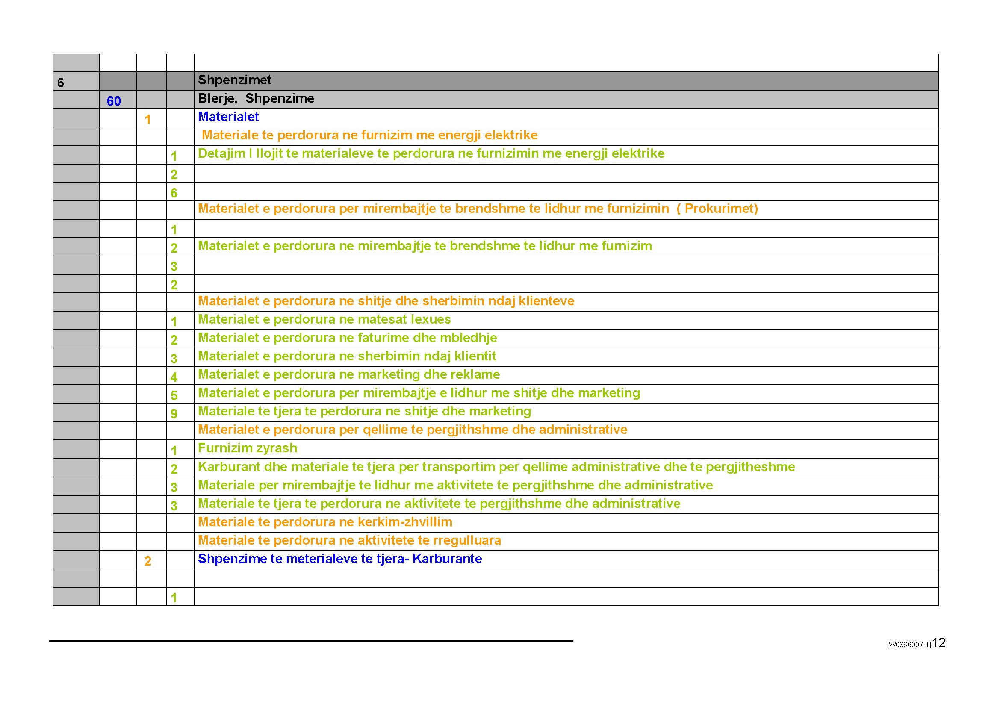 6 Shpenzimet
60 Blerje, Shpenzime
1 Materialet
Materiale te perdorura ne furnizim me energji elektrike
1 Detajim I llojit te materialeve te perdorura ne furnizimin me energji elektrike
2
6
Materialet e perdorura per mirembajtje te brendshme te lidhur me furnizimin ( Prokurimet)
1
2 Materialet e perdorura ne mirembajtje te brendshme te lidhur me furnizim
3
2
Materialet e perdorura ne shitje dhe sherbimin ndaj klienteve
1 Materialet e perdorura ne matesat lexues
2 Materialet e perdorura ne faturime dhe mbledhje
3 Materialet e perdorura ne sherbimin ndaj klientit
4 Materialet e perdorura ne marketing dhe reklame
5 Materialet e perdorura per mirembajtje e lidhur me shitje dhe marketing
9 Materiale te tjera te perdorura ne shitje dhe marketing
Materialet e perdorura per qellime te pergjithshme dhe administrative
1 Furnizim zyrash
2 Karburant dhe materiale te tjera per transportim per qellime administrative dhe te pergjitheshme
3 Materiale per mirembajtje te lidhur me aktivitete te pergjithshme dhe administrative
3 Materiale te tjera te perdorura ne aktivitete te pergjithshme dhe administrative
Materiale te perdorura ne kerkim-zhvillim
Materiale te perdorura ne aktivitete te rregulluara
2 Shpenzime te meterialeve te tjera- Karburante
1
{W0866907.1}12